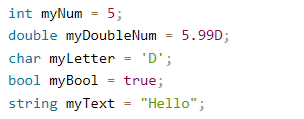 int myNum = 5;
double myDoubleNum = 5.99D;
char myLetter = 'D';
bool myBool = true;
string myText = "Hello";